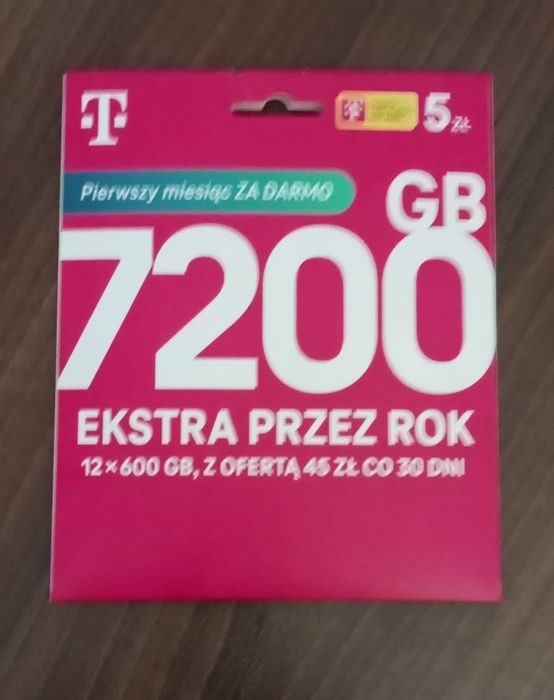 T
5 ZŁ
Pierwszy miesiąc ZA DARMO
GB
7200
EKSTRA PRZEZ ROK
12×600 GB, Z OFERTĄ 45 ZŁ CO 30 DNI